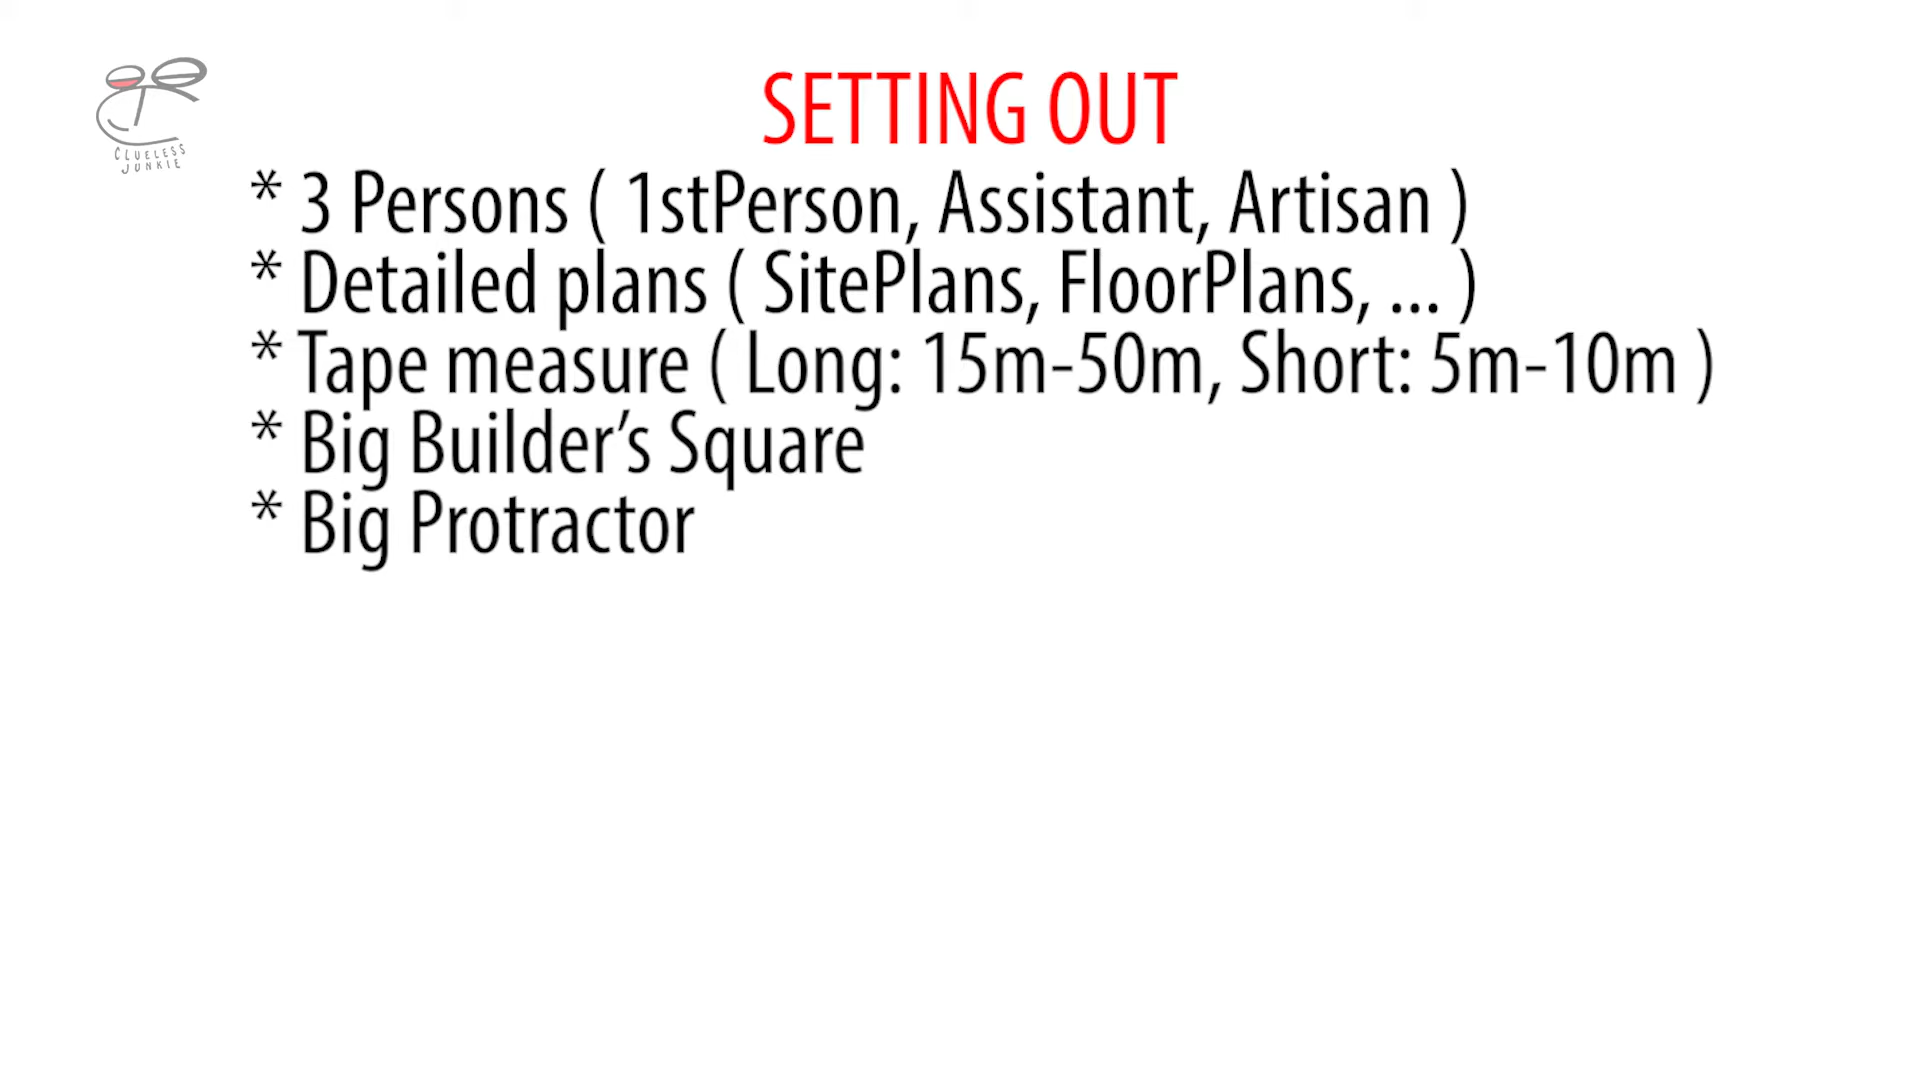 CLUELESS
JUNKIE
SETTING OUT
* 3 Persons ( 1stPerson, Assistant, Artisan )
* Detailed plans ( SitePlans, FloorPlans, ... )
* Tape measure ( Long: 15m-50m, Short: 5m-10m )
* Big Builder’s Square
* Big Protractor